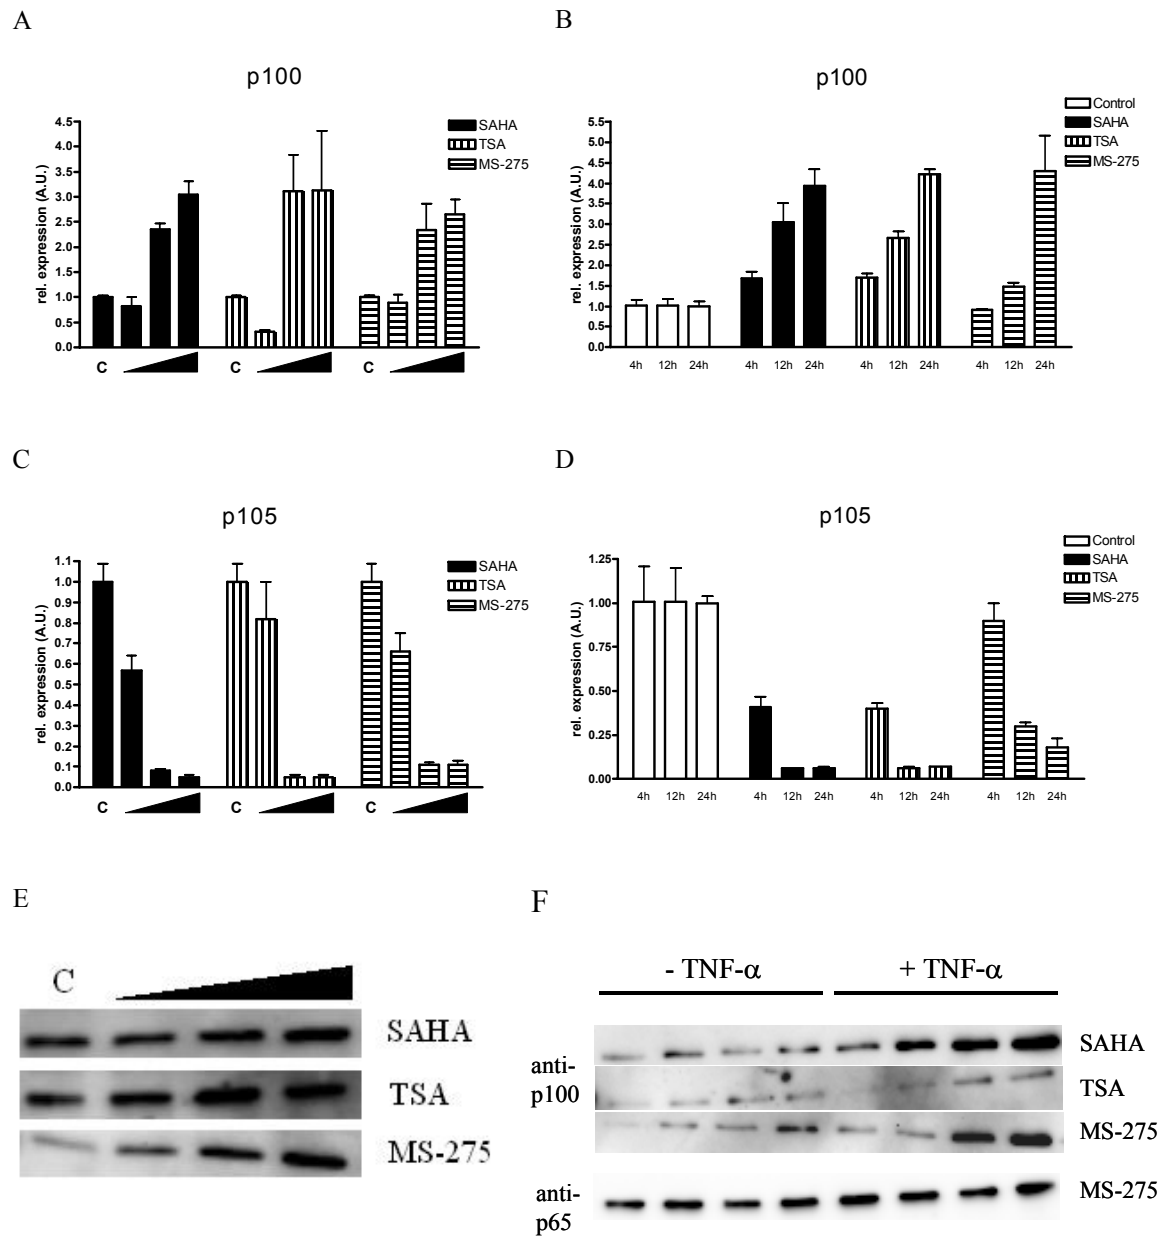 A
p100
rel. expression (A.U.)
4.5
4.0
3.5
3.0
2.5
2.0
1.5
1.0
0.5
0.0
SAHA
TSA
MS-275
C C C
B
p100
rel. expression (A.U.)
5.5
5.0
4.5
4.0
3.5
3.0
2.5
2.0
1.5
1.0
0.5
0.0
Control
SAHA
TSA
MS-275
4h 12h 24h 4h 12h 24h 4h 12h 24h 4h 12h 24h
C
p105
rel. expression (A.U.)
1.1
1.0
0.9
0.8
0.7
0.6
0.5
0.4
0.3
0.2
0.1
0.0
SAHA
TSA
MS-275
C C C
D
p105
rel. expression (A.U.)
1.25
1.00
0.75
0.50
0.25
0.00
Control
SAHA
TSA
MS-275
4h 12h 24h 4h 12h 24h 4h 12h 24h 4h 12h 24h
E
C
SAHA
TSA
MS-275
F
- TNF-α + TNF-α
anti-
p100
SAHA
TSA
MS-275
anti-
p65
MS-275